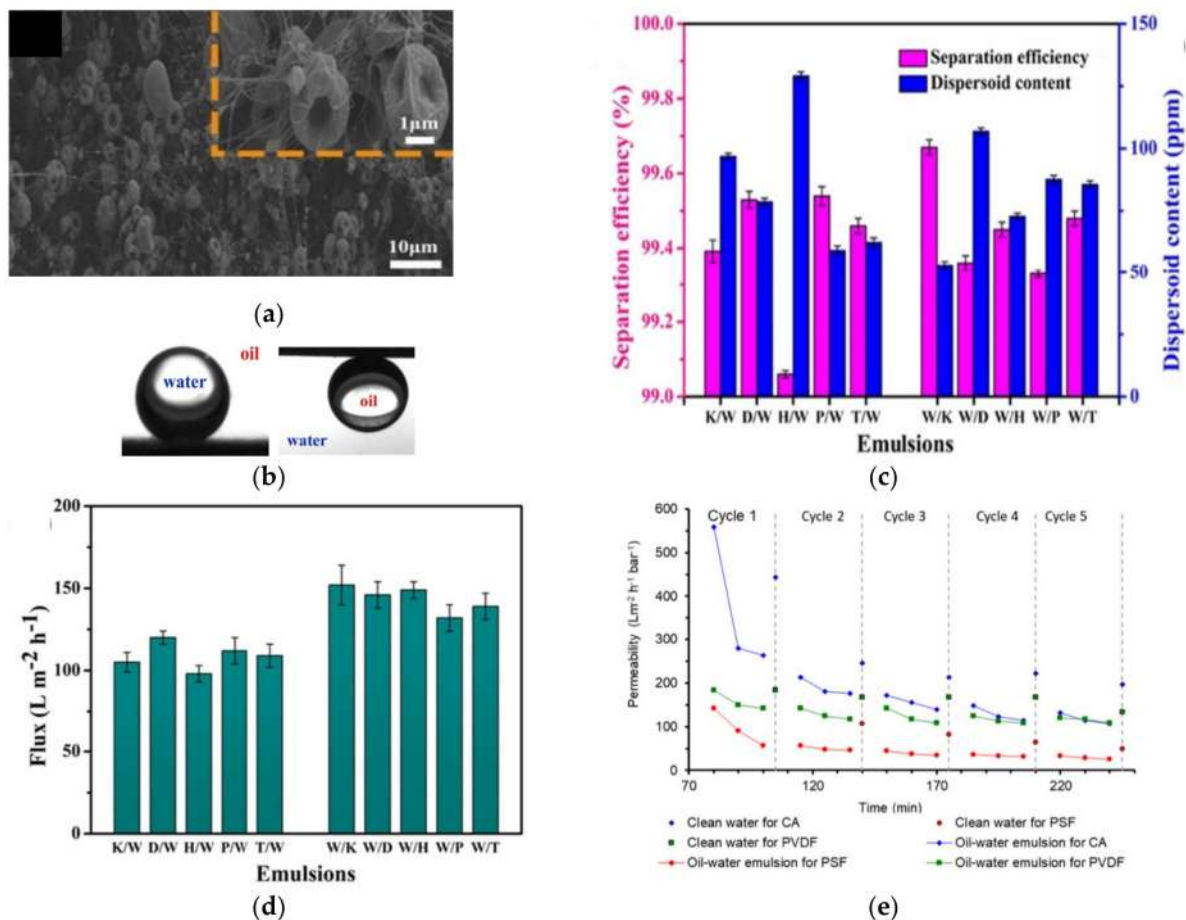 1µm
10µm
(a)
oil
water
oil
water
(b)
100.0
99.8
99.6
99.4
99.2
99.0
Separation efficiency (%)
150
100
50
0
Dispersoid content (ppm)
Separation efficiency
Dispersoid content
K/W D/W H/W P/W T/W W/K W/D W/H W/P W/T
Emulsions
(c)
200
150
100
50
0
Flux (L m⁻² h⁻¹)
K/W D/W H/W P/W T/W W/K W/D W/H W/P W/T
Emulsions
(d)
600
500
400
300
200
100
0
Permeability (Lm⁻² h⁻¹ bar⁻¹)
Cycle 1 Cycle 2 Cycle 3 Cycle 4 Cycle 5
70 120 170 220
Time (min)
Clean water for CA
Clean water for PSF
Clean water for PVDF
Oil-water emulsion for CA
Oil-water emulsion for PSF
Oil-water emulsion for PVDF
(e)